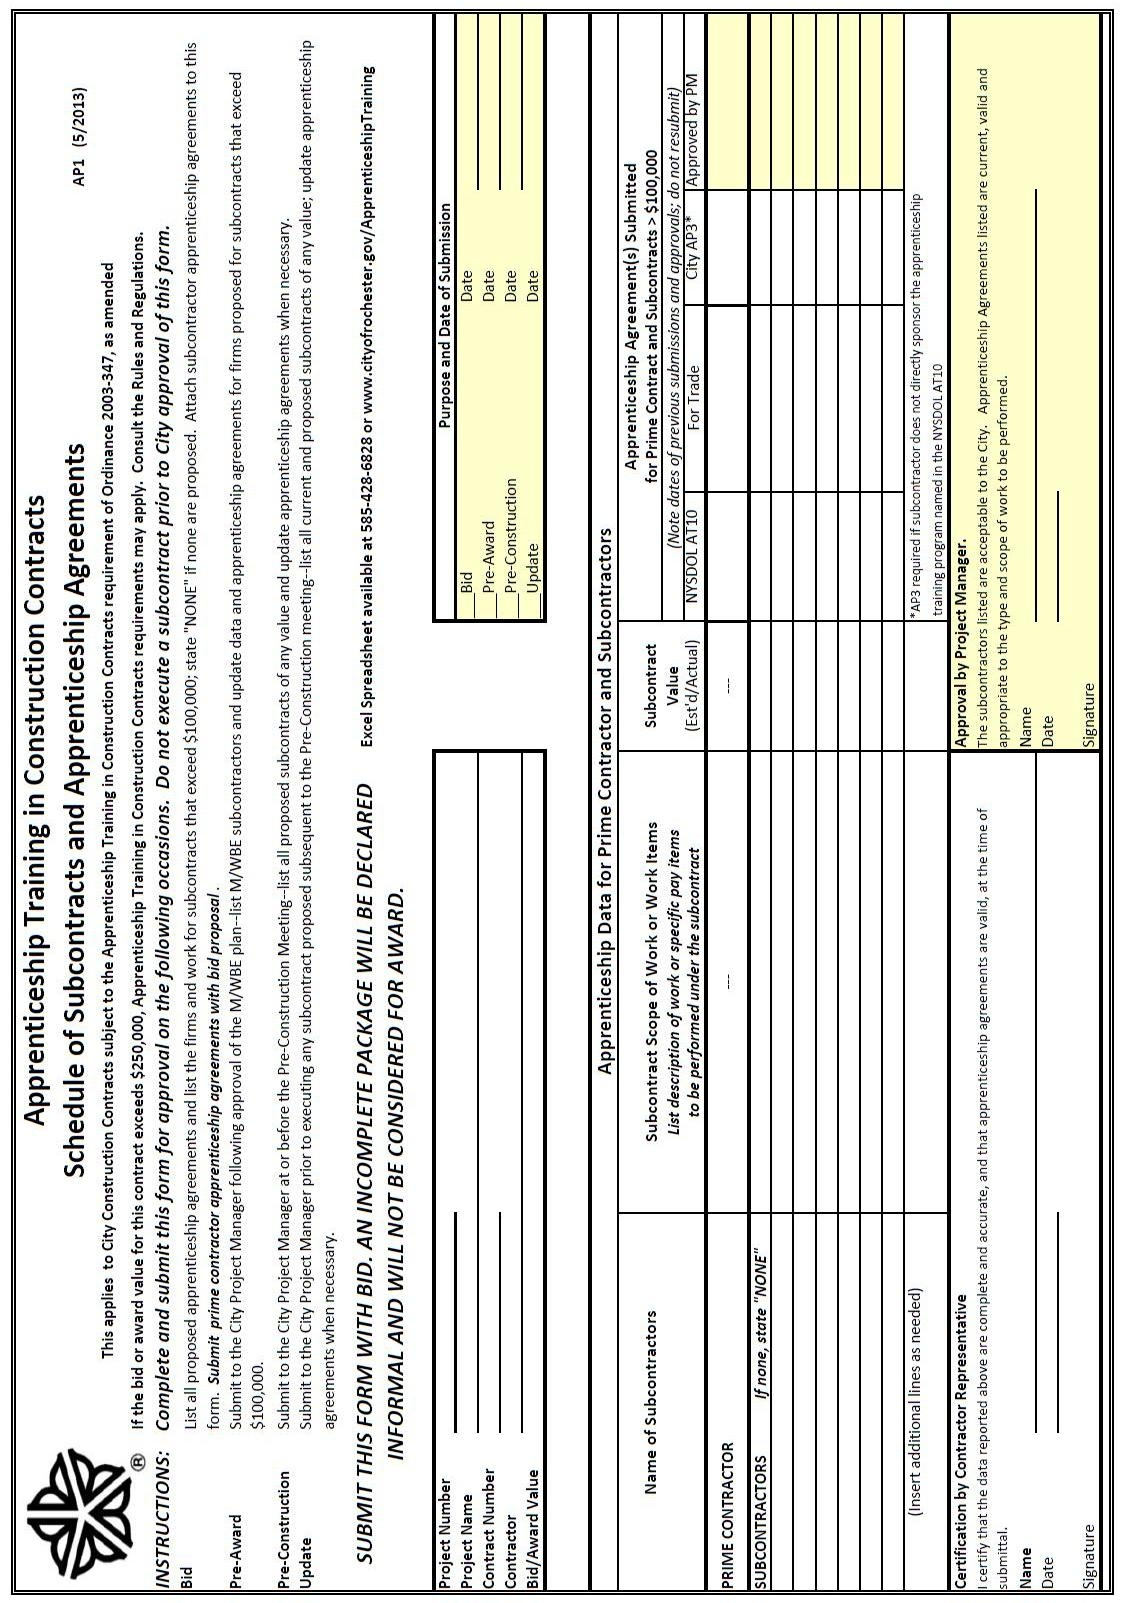 Apprenticeship Training in Construction Contracts
Schedule of Subcontracts and Apprenticeship Agreements
AP1 (5/2013)
This applies to City Construction Contracts subject to the Apprenticeship Training in Construction Contracts requirement of Ordinance 2003-347, as amended
®
If the bid or award value for this contract exceeds $250,000, Apprenticeship Training in Construction Contracts requirements may apply. Consult the Rules and Regulations.
INSTRUCTIONS: Complete and submit this form for approval on the following occasions. Do not execute a subcontract prior to City approval of this form.
Bid List all proposed apprenticeship agreements and list the firms and work for subcontracts that exceed $100,000; state "NONE" if none are proposed. Attach subcontractor apprenticeship agreements to this
form. Submit prime contractor apprenticeship agreements with bid proposal.
Pre-Award Submit to the City Project Manager following approval of the M/WBE plan--list M/WBE subcontractors and update data and apprenticeship agreements for firms proposed for subcontracts that exceed
$100,000.
Pre-Construction Submit to the City Project Manager at or before the Pre-Construction Meeting--list all proposed subcontracts of any value and update apprenticeship agreements when necessary.
Update Submit to the City Project Manager prior to executing any subcontract proposed subsequent to the Pre-Construction meeting--list all current and proposed subcontracts of any value; update apprenticeship
agreements when necessary.
SUBMIT THIS FORM WITH BID. AN INCOMPLETE PACKAGE WILL BE DECLARED
INFORMAL AND WILL NOT BE CONSIDERED FOR AWARD.
Excel Spreadsheet available at 585-428-6828 or www.cityofrochester.gov/ApprenticeshipTraining
Project Number
Project Name
Contract Number
Contractor
Bid/Award Value
Purpose and Date of Submission
__Bid Date
__Pre-Award Date
__Pre-Construction Date
__Update Date
Apprenticeship Data for Prime Contractor and Subcontractors
Name of Subcontractors
Subcontract Scope of Work or Work Items
List description of work or specific pay items
to be performed under the subcontract
Subcontract
Value
(Est'd/Actual)
Apprenticeship Agreement(s) Submitted
for Prime Contract and Subcontracts > $100,000
(Note dates of previous submissions and approvals; do not resubmit)
NYSDOL AT10 For Trade City AP3* Approved by PM
PRIME CONTRACTOR --- ---
SUBCONTRACTORS If none, state "NONE"
(Insert additional lines as needed)
*AP3 required if subcontractor does not directly sponsor the apprenticeship
training program named in the NYSDOL AT10
Certification by Contractor Representative
I certify that the data reported above are complete and accurate, and that apprenticeship agreements are valid, at the time of
submittal.
Name
Date
Signature
Approval by Project Manager.
The subcontractors listed are acceptable to the City. Apprenticeship Agreements listed are current, valid and
appropriate to the type and scope of work to be performed.
Name
Date
Signature